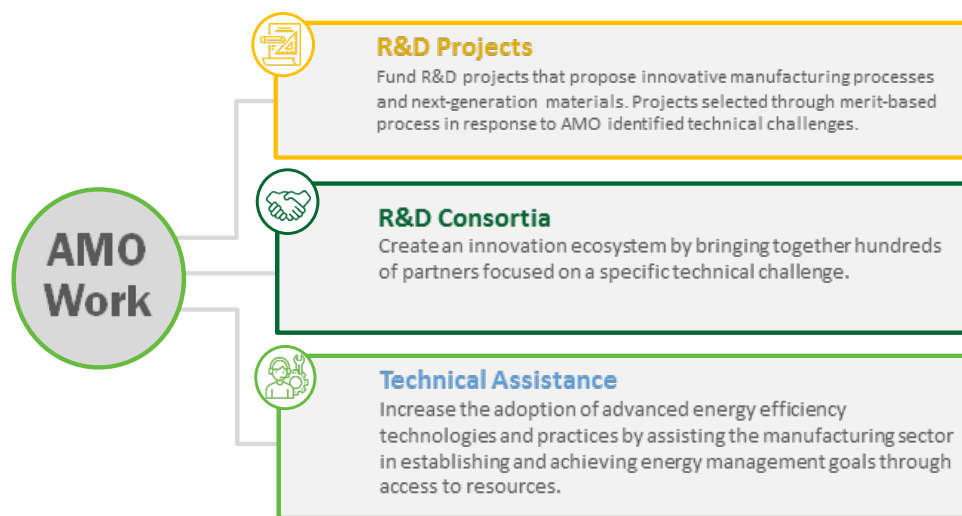 AMO
Work
R&D Projects
Fund R&D projects that propose innovative manufacturing processes
and next-generation materials. Projects selected through merit-based
process in response to AMO identified technical challenges.
R&D Consortia
Create an innovation ecosystem by bringing together hundreds
of partners focused on a specific technical challenge.
Technical Assistance
Increase the adoption of advanced energy efficiency
technologies and practices by assisting the manufacturing sector
in establishing and achieving energy management goals through
access to resources.